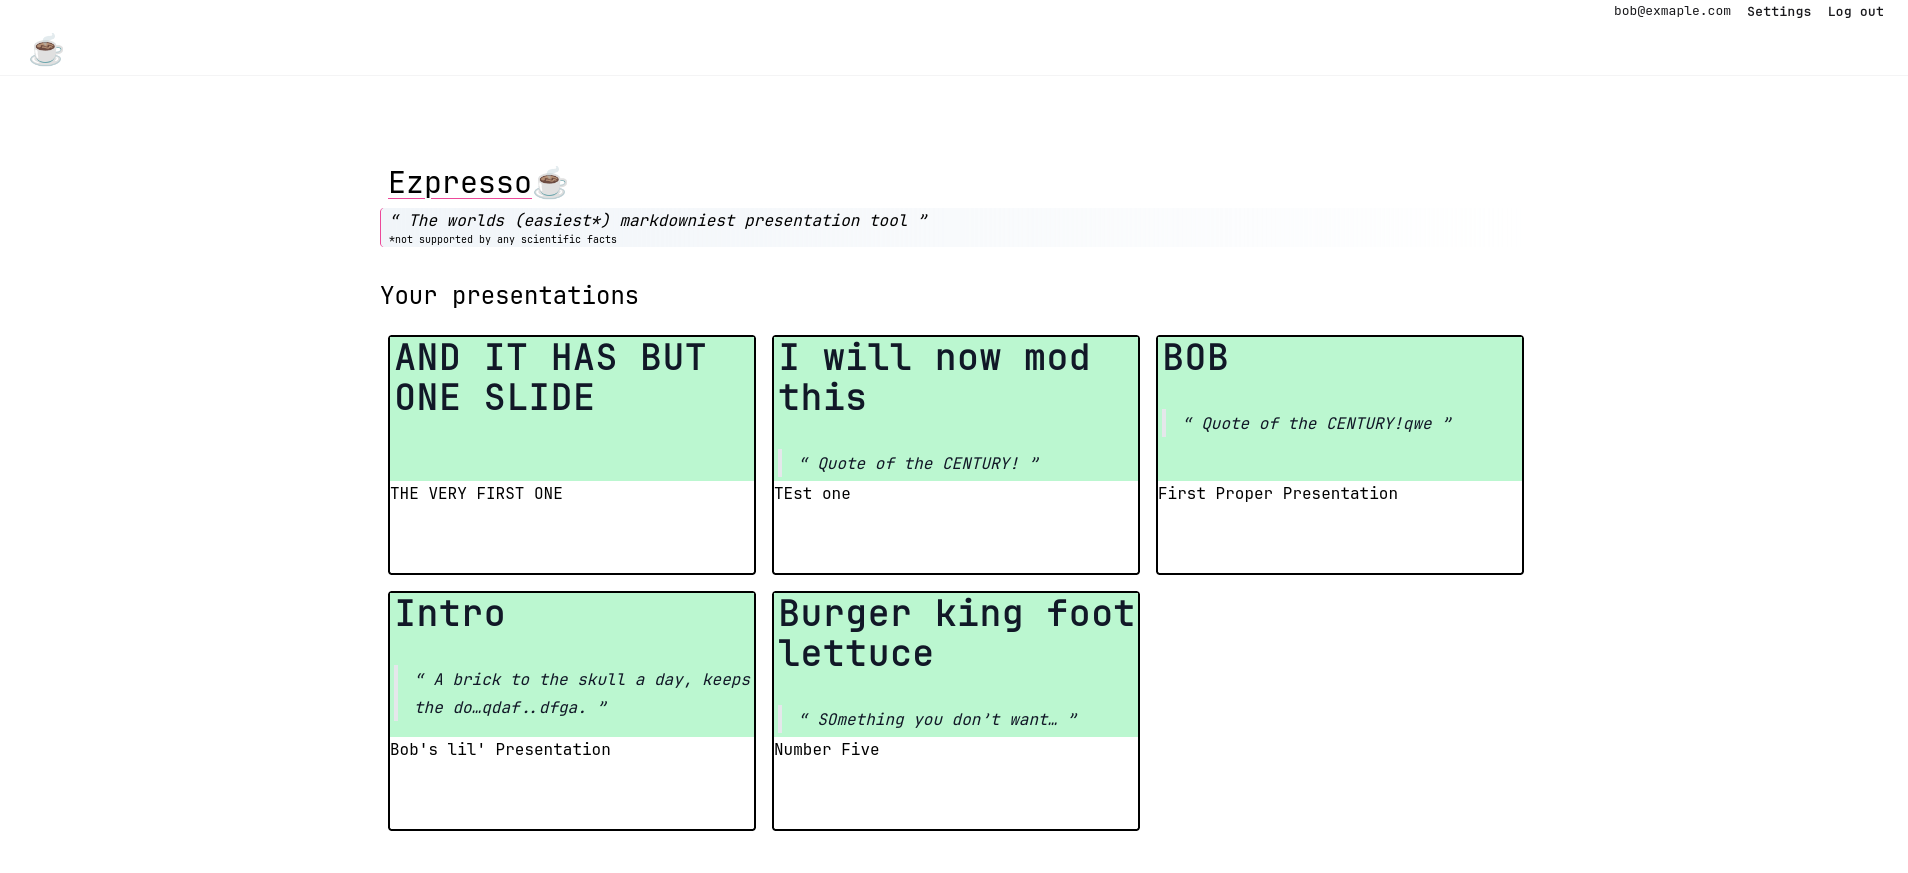 bob@exmaple.com Settings Log out
Ezpresso
“ The worlds (easiest*) markdowniest presentation tool ”
*not supported by any scientific facts
Your presentations
AND IT HAS BUT
ONE SLIDE
THE VERY FIRST ONE
I will now mod
this
“ Quote of the CENTURY! ”
TEst one
BOB
“ Quote of the CENTURY!qwe ”
First Proper Presentation
Intro
“ A brick to the skull a day, keeps
the do…qdaf..dfga. ”
Bob's lil' Presentation
Burger king foot
lettuce
“ SOmething you don’t want… ”
Number Five